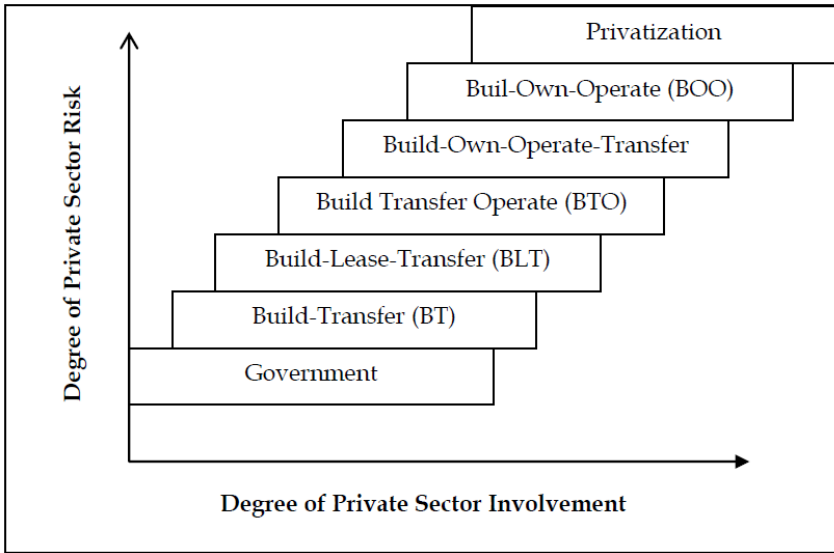 Privatization
Buil-Own-Operate (BOO)
Build-Own-Operate-Transfer
Build Transfer Operate (BTO)
Build-Lease-Transfer (BLT)
Build-Transfer (BT)
Government
Degree of Private Sector Risk
Degree of Private Sector Involvement